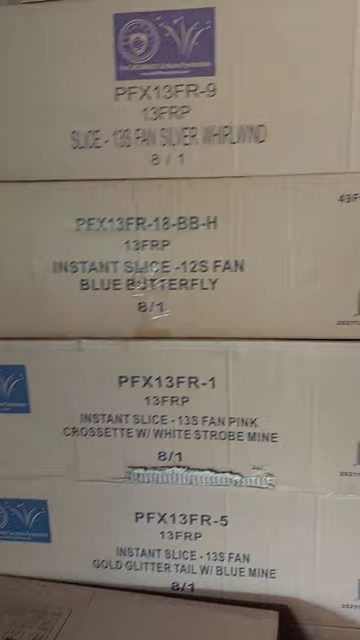 PFX13FR-9
13FRP
SLICE - 13S FAN SILVER WHIRLWIND
8 / 1
PFX13FR-18-BB-H
13FRP
INSTANT SLICE -12S FAN
BLUE BUTTERFLY
8/1
PFX13FR-1
13FRP
INSTANT SLICE - 13S FAN PINK
CROSSETTE W/ WHITE STROBE MINE
8/1
PFX13FR-5
13FRP
INSTANT SLICE - 13S FAN
GOLD GLITTER TAIL W/ BLUE MINE
8/1